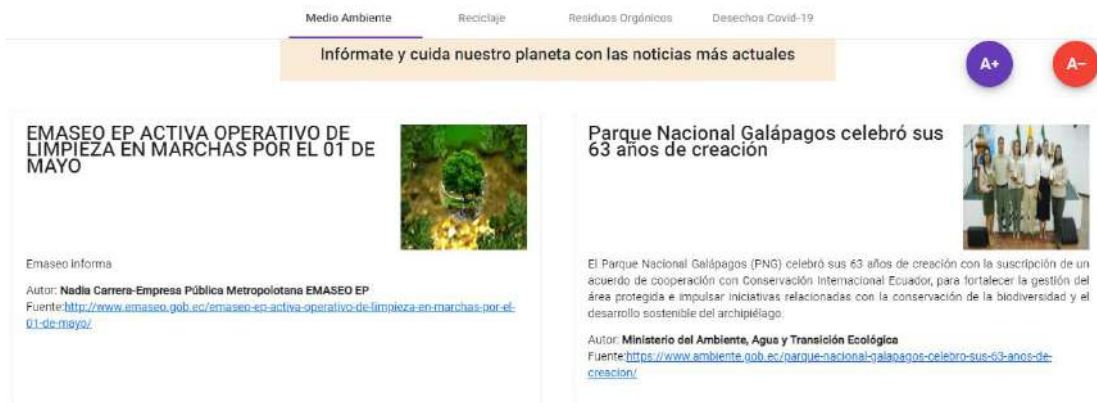 Medio Ambiente Reciclaje Residuos Orgánicos Desechos Covid-19
Infórmate y cuida nuestro planeta con las noticias más actuales
A+
A-
EMASEO EP ACTIVA OPERATIVO DE
LIMPIEZA EN MARCHAS POR EL 01 DE
MAYO
Emaseo informa
Autor: Nadia Carrera-Empresa Pública Metropolotana EMASEO EP
Fuente:http://www.emaseo.gob.ec/emaseo-ep-activa-operativo-de-limpieza-en-marchas-por-el-
01-de-mayo/
Parque Nacional Galápagos celebró sus
63 años de creación
El Parque Nacional Galápagos (PNG) celebró sus 63 años de creación con la suscripción de un
acuerdo de cooperación con Conservación Internacional Ecuador, para fortalecer la gestión del
área protegida e impulsar iniciativas relacionadas con la conservación de la biodiversidad y el
desarrollo sostenible del archipiélago.
Autor: Ministerio del Ambiente, Agua y Transición Ecológica
Fuente:https://www.ambiente.gob.ec/parque-nacional-galapagos-celebro-sus-63-anos-de-
creacion/